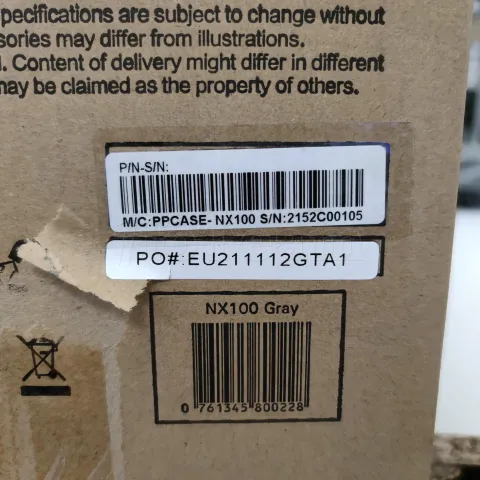 pecifications are subject to change without
sories may differ from illustrations.
. Content of delivery might differ in different
may be claimed as the property of others.
P/N-S/N:
M/C:PPCASE- NX100 S/N:2152C00105
PO#:EU211112GTA1
NX100 Gray
0 761345 800228